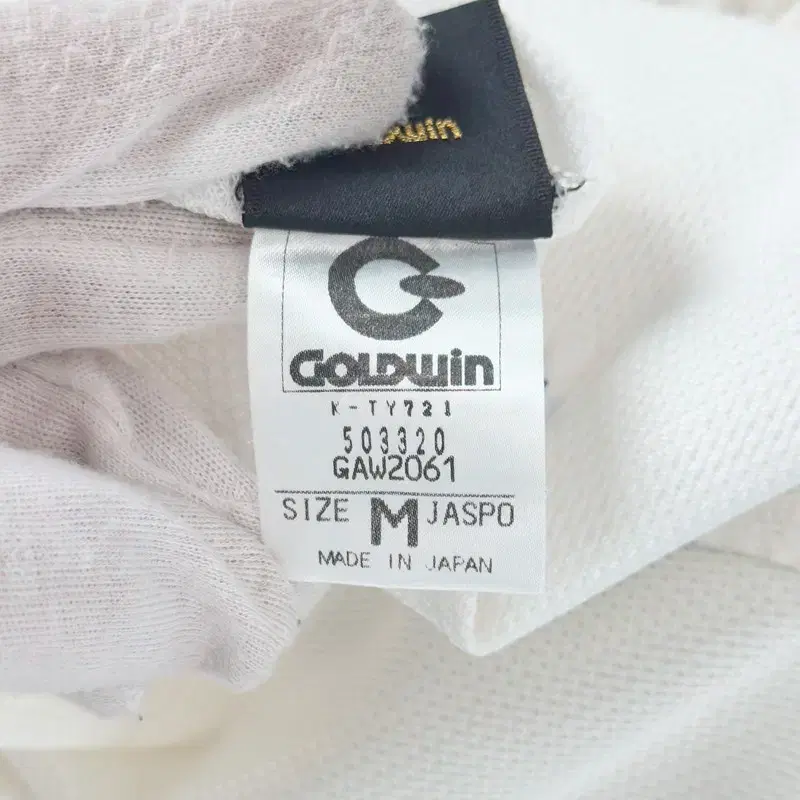 GOLDWin
K-TY721
503320
GAW2061
SIZE M JASPO
MADE IN JAPAN